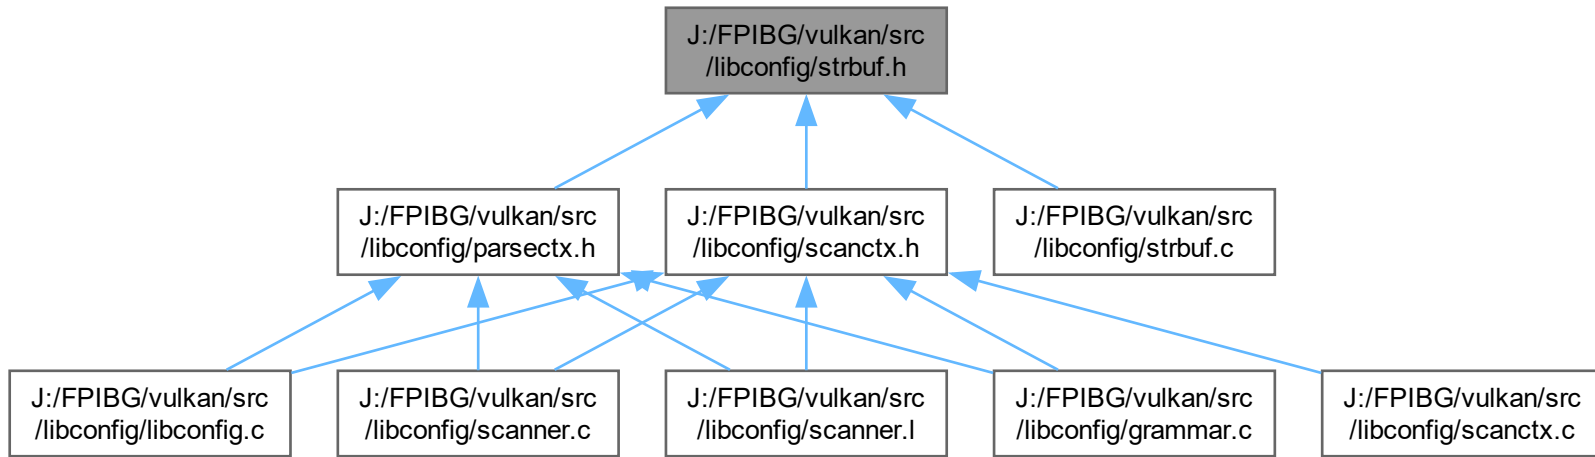 J:/FPIBG/vulkan/src
/libconfig/strbuf.h
J:/FPIBG/vulkan/src
/libconfig/parsectx.h
J:/FPIBG/vulkan/src
/libconfig/scanctx.h
J:/FPIBG/vulkan/src
/libconfig/strbuf.c
J:/FPIBG/vulkan/src
/libconfig/libconfig.c
J:/FPIBG/vulkan/src
/libconfig/scanner.c
J:/FPIBG/vulkan/src
/libconfig/scanner.l
J:/FPIBG/vulkan/src
/libconfig/grammar.c
J:/FPIBG/vulkan/src
/libconfig/scanctx.c